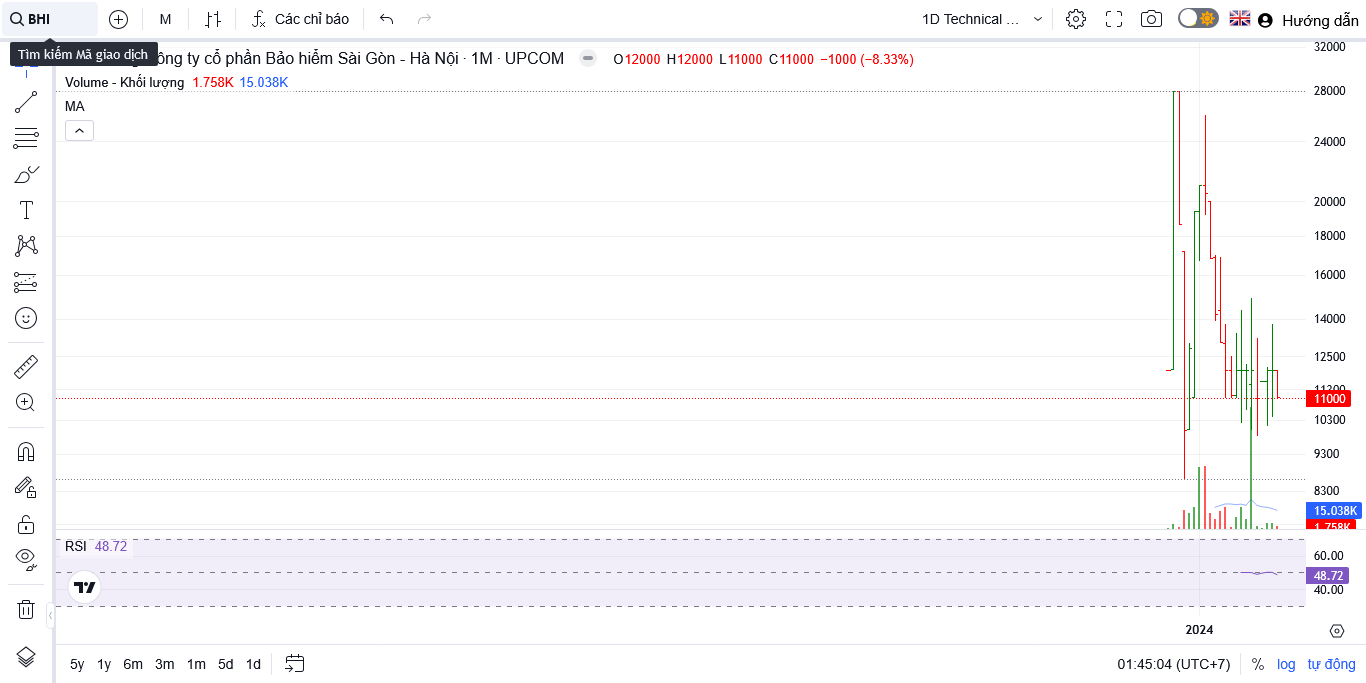 BHI
M
Các chỉ báo
1D Technical ...
Hướng dẫn
Tìm kiếm Mã giao dịch
ông ty cổ phần Bảo hiểm Sài Gòn - Hà Nội · 1M · UPCOM
O12000 H12000 L11000 C11000 −1000 (−8.33%)
Volume - Khối lượng 1.758K 15.038K
MA
32000
28000
24000
20000
18000
16000
14000
12500
11200
11000
10300
9300
8300
15.038K
1.758K
RSI 48.72
60.00
48.72
40.00
2024
5y 1y 6m 3m 1m 5d 1d
01:45:04 (UTC+7)
% log tự động